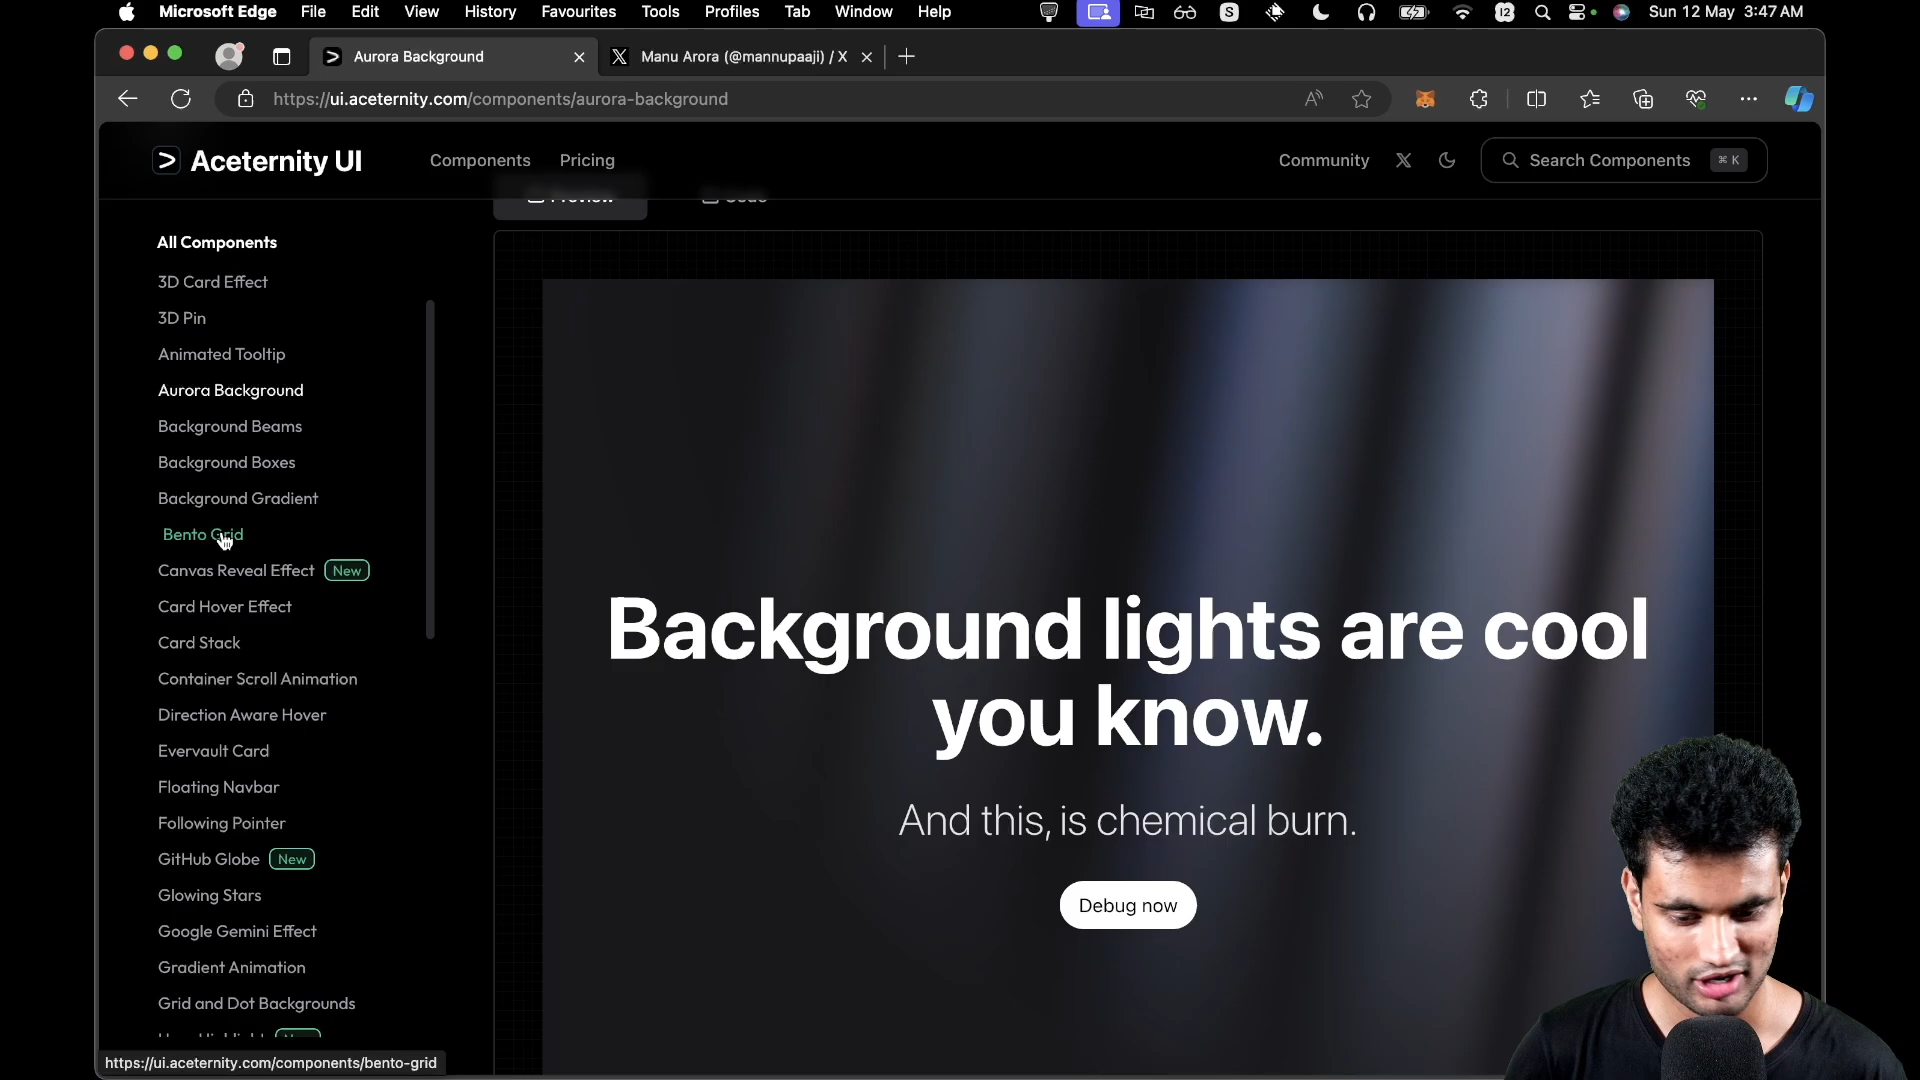 Microsoft Edge File Edit View History Favourites Tools Profiles Tab Window Help S 12 Sun 12 May 3:47 AM
Aurora Background Manu Arora (@mannupaaji) / X
https://ui.aceternity.com/components/aurora-background
Aceternity UI Components Pricing Community Search Components ⌘ K
Preview Code
All Components
3D Card Effect
3D Pin
Animated Tooltip
Aurora Background
Background Beams
Background Boxes
Background Gradient
Bento Grid
Canvas Reveal Effect New
Card Hover Effect
Card Stack
Container Scroll Animation
Direction Aware Hover
Evervault Card
Floating Navbar
Following Pointer
GitHub Globe New
Glowing Stars
Google Gemini Effect
Gradient Animation
Grid and Dot Backgrounds
Background lights are cool
you know.
And this, is chemical burn.
Debug now
https://ui.aceternity.com/components/bento-grid